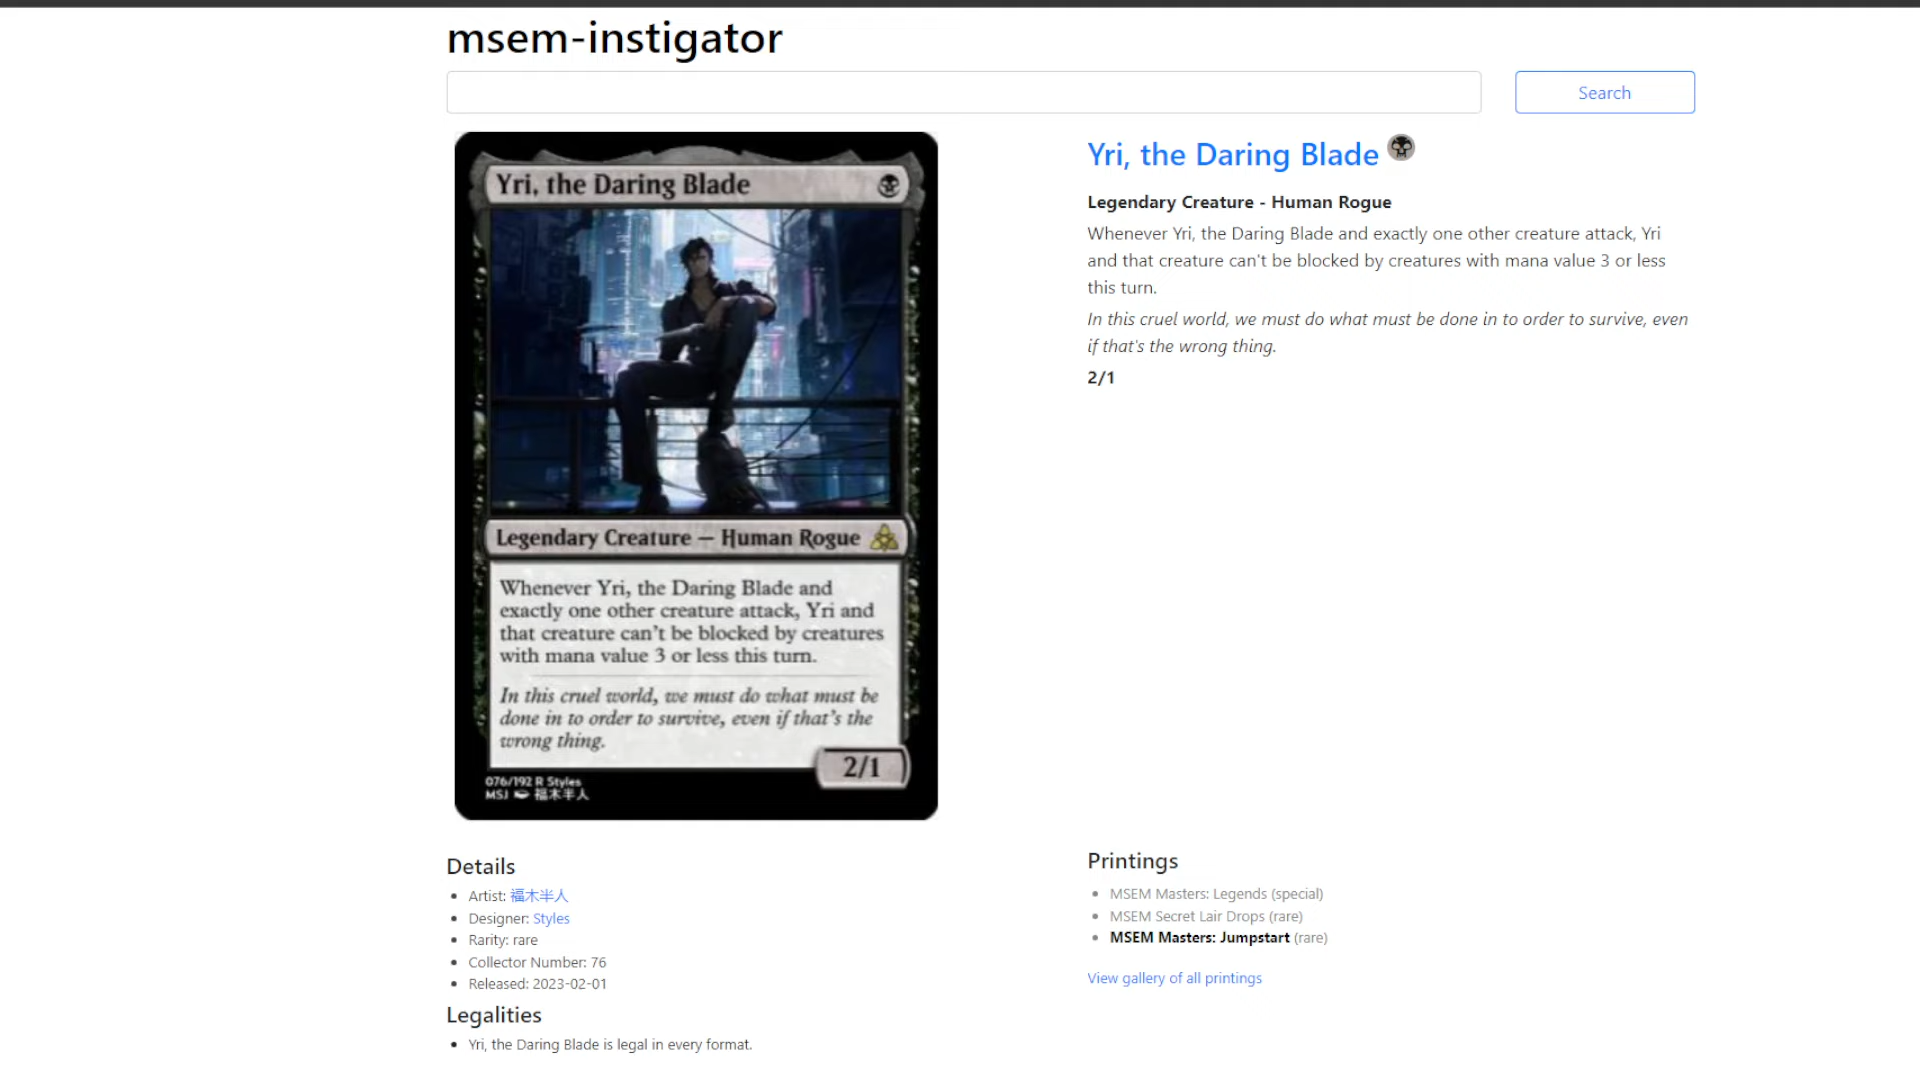 msem-instigator
Search
Yri, the Daring Blade
Legendary Creature — Human Rogue
Whenever Yri, the Daring Blade and
exactly one other creature attack, Yri and
that creature can't be blocked by creatures
with mana value 3 or less this turn.
In this cruel world, we must do what must be
done in to order to survive, even if that's the
wrong thing.
2/1
076/192 R Styles
MSJ 福木半人
Yri, the Daring Blade
Legendary Creature - Human Rogue
Whenever Yri, the Daring Blade and exactly one other creature attack, Yri
and that creature can't be blocked by creatures with mana value 3 or less
this turn.
In this cruel world, we must do what must be done in to order to survive, even
if that's the wrong thing.
2/1
Details
Artist: 福木半人
Designer: Styles
Rarity: rare
Collector Number: 76
Released: 2023-02-01
Legalities
Yri, the Daring Blade is legal in every format.
Printings
MSEM Masters: Legends (special)
MSEM Secret Lair Drops (rare)
MSEM Masters: Jumpstart (rare)
View gallery of all printings